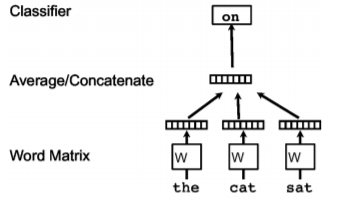 Classifier
on
Average/Concatenate
Word Matrix
W W W
the cat sat